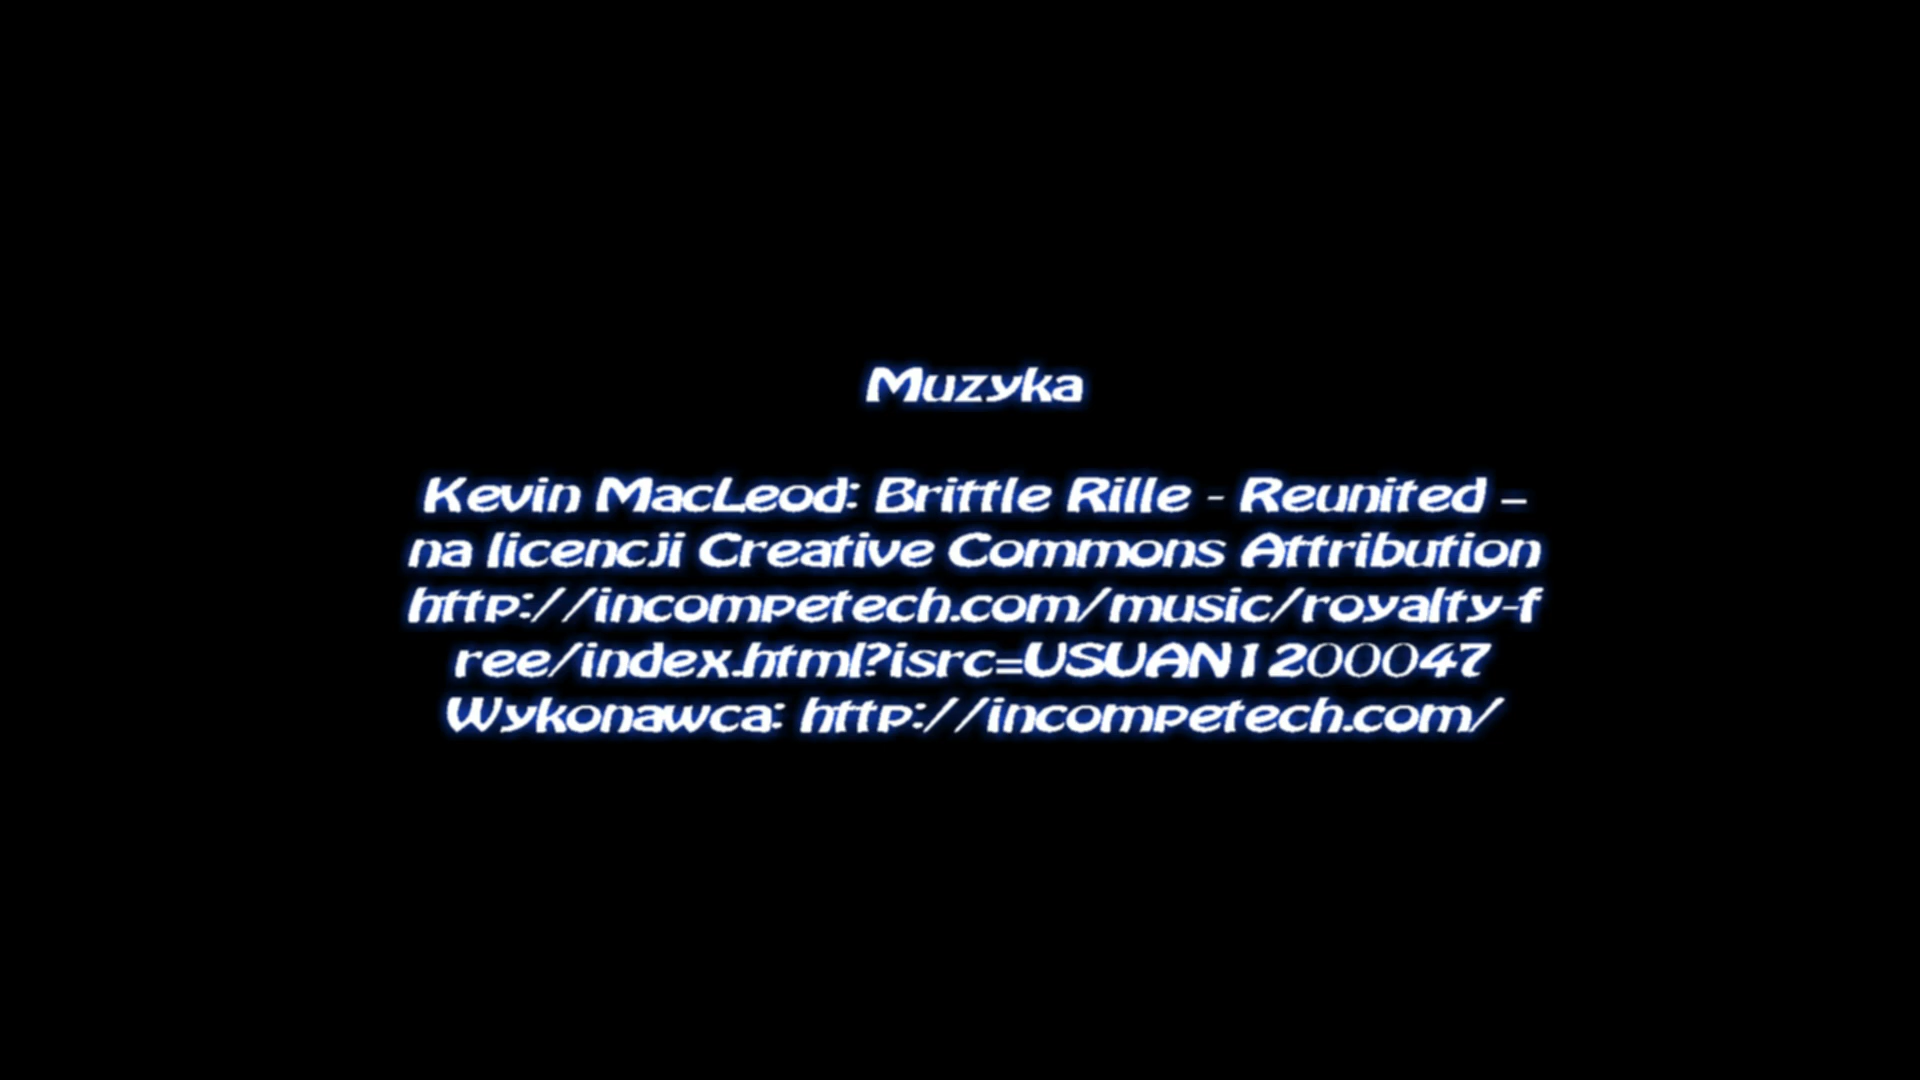 Muzyka
Kevin MacLeod: Brittle Rille - Reunited –
na licencji Creative Commons Attribution
http://incompetech.com/music/royalty-f
ree/index.html?isrc=USUAN1200047
Wykonawca: http://incompetech.com/